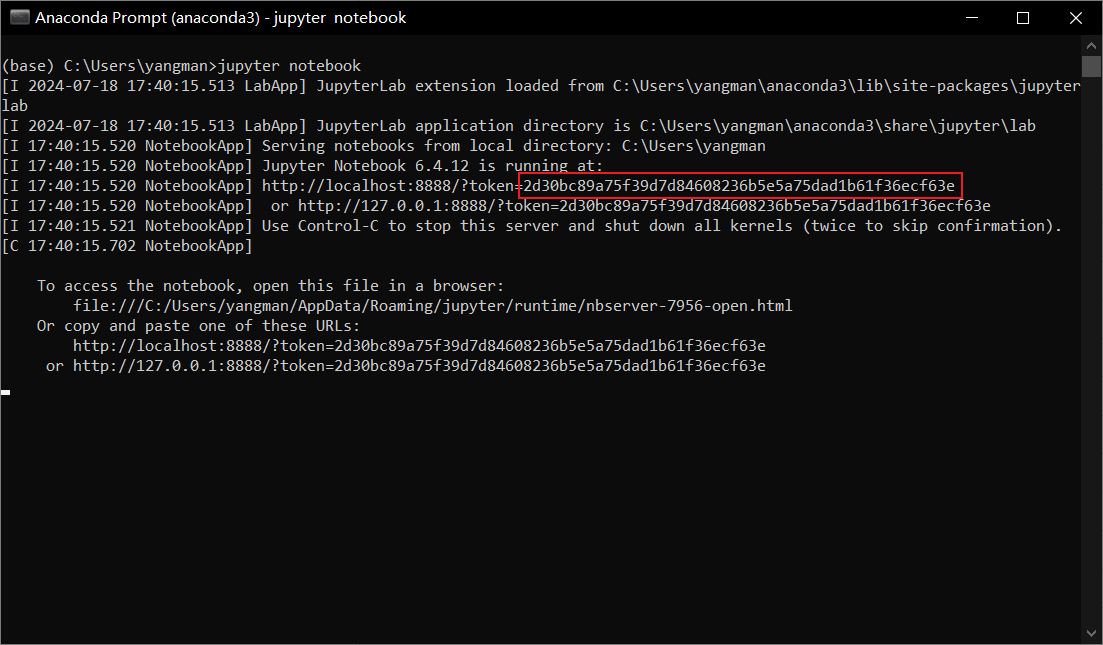 Anaconda Prompt (anaconda3) - jupyter  notebook
(base) C:\Users\yangman>jupyter notebook
[I 2024-07-18 17:40:15.513 LabApp] JupyterLab extension loaded from C:\Users\yangman\anaconda3\lib\site-packages\jupyter
lab
[I 2024-07-18 17:40:15.513 LabApp] JupyterLab application directory is C:\Users\yangman\anaconda3\share\jupyter\lab
[I 17:40:15.520 NotebookApp] Serving notebooks from local directory: C:\Users\yangman
[I 17:40:15.520 NotebookApp] Jupyter Notebook 6.4.12 is running at:
[I 17:40:15.520 NotebookApp] http://localhost:8888/?token=2d30bc89a75f39d7d84608236b5e5a75dad1b61f36ecf63e
[I 17:40:15.520 NotebookApp]  or http://127.0.0.1:8888/?token=2d30bc89a75f39d7d84608236b5e5a75dad1b61f36ecf63e
[I 17:40:15.521 NotebookApp] Use Control-C to stop this server and shut down all kernels (twice to skip confirmation).
[C 17:40:15.702 NotebookApp]
    To access the notebook, open this file in a browser:
        file:///C:/Users/yangman/AppData/Roaming/jupyter/runtime/nbserver-7956-open.html
    Or copy and paste one of these URLs:
        http://localhost:8888/?token=2d30bc89a75f39d7d84608236b5e5a75dad1b61f36ecf63e
     or http://127.0.0.1:8888/?token=2d30bc89a75f39d7d84608236b5e5a75dad1b61f36ecf63e